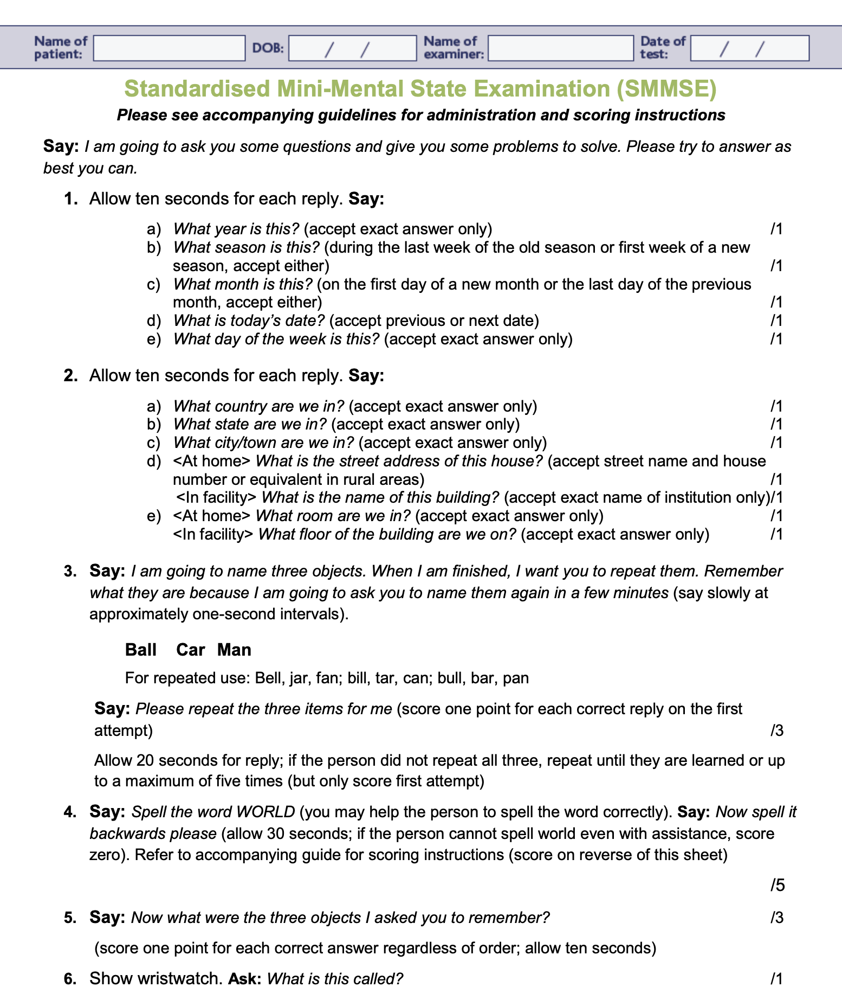 Name of patient: DOB: / / Name of examiner: Date of test: / /
Standardised Mini-Mental State Examination (SMMSE)
Please see accompanying guidelines for administration and scoring instructions
Say: I am going to ask you some questions and give you some problems to solve. Please try to answer as
best you can.
1. Allow ten seconds for each reply. Say:
a) What year is this? (accept exact answer only) /1
b) What season is this? (during the last week of the old season or first week of a new
season, accept either) /1
c) What month is this? (on the first day of a new month or the last day of the previous
month, accept either) /1
d) What is today’s date? (accept previous or next date) /1
e) What day of the week is this? (accept exact answer only) /1
2. Allow ten seconds for each reply. Say:
a) What country are we in? (accept exact answer only) /1
b) What state are we in? (accept exact answer only) /1
c) What city/town are we in? (accept exact answer only) /1
d) <At home> What is the street address of this house? (accept street name and house
number or equivalent in rural areas) /1
<In facility> What is the name of this building? (accept exact name of institution only)/1
e) <At home> What room are we in? (accept exact answer only) /1
<In facility> What floor of the building are we on? (accept exact answer only) /1
3. Say: I am going to name three objects. When I am finished, I want you to repeat them. Remember
what they are because I am going to ask you to name them again in a few minutes (say slowly at
approximately one-second intervals).
Ball Car Man
For repeated use: Bell, jar, fan; bill, tar, can; bull, bar, pan
Say: Please repeat the three items for me (score one point for each correct reply on the first
attempt) /3
Allow 20 seconds for reply; if the person did not repeat all three, repeat until they are learned or up
to a maximum of five times (but only score first attempt)
4. Say: Spell the word WORLD (you may help the person to spell the word correctly). Say: Now spell it
backwards please (allow 30 seconds; if the person cannot spell world even with assistance, score
zero). Refer to accompanying guide for scoring instructions (score on reverse of this sheet)
/5
5. Say: Now what were the three objects I asked you to remember? /3
(score one point for each correct answer regardless of order; allow ten seconds)
6. Show wristwatch. Ask: What is this called? /1